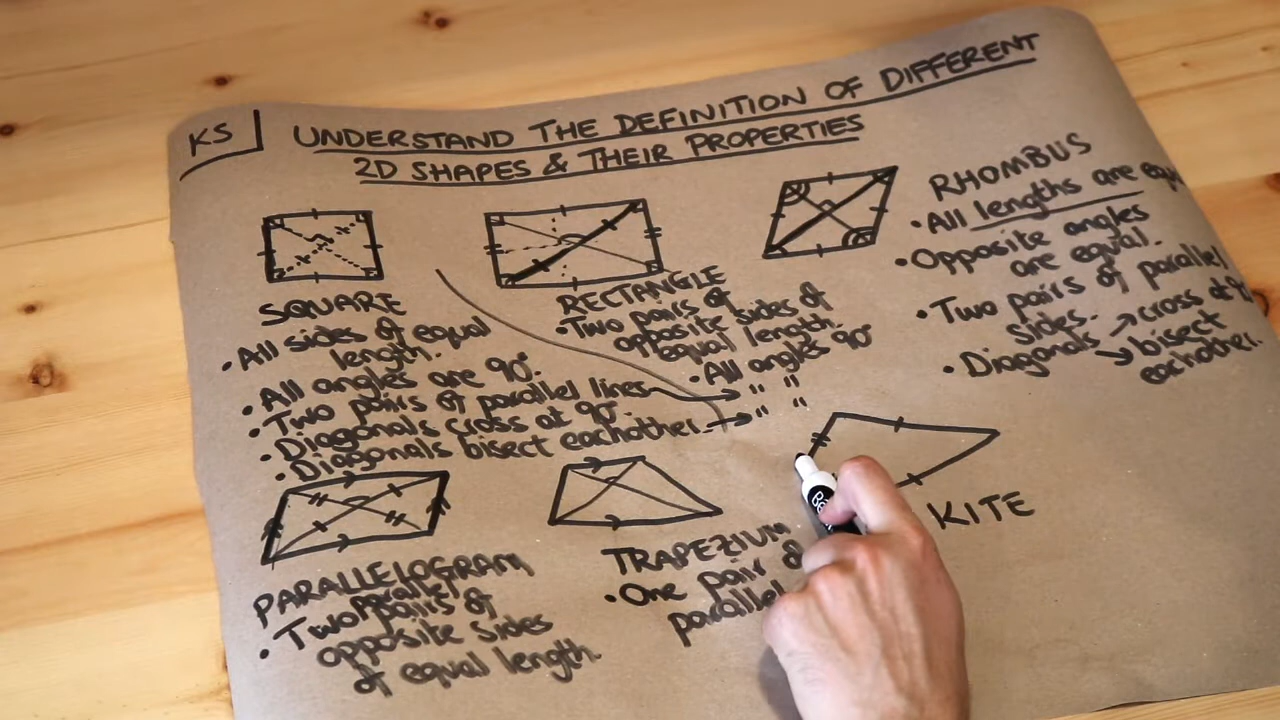 KS
UNDERSTAND THE DEFINITION OF DIFFERENT
2D SHAPES & THEIR PROPERTIES
SQUARE
• All sides of equal
length.
• All angles are 90°.
• Two pairs of parallel lines
• Diagonals cross at 90°
• Diagonals bisect eachother.
RECTANGLE
• Two pairs of
opposite sides of
equal length.
• All angles 90°
→ " "
→ " "
RHOMBUS
• All lengths are
• Opposite angles
are equal.
• Two pairs of parallel
sides.
• Diagonals → cross at
→ bisect
eachother.
PARALLELOGRAM
parallel
• Two pairs of
opposite sides
of equal length.
TRAPEZIUM
• One pair of
parallel
KITE